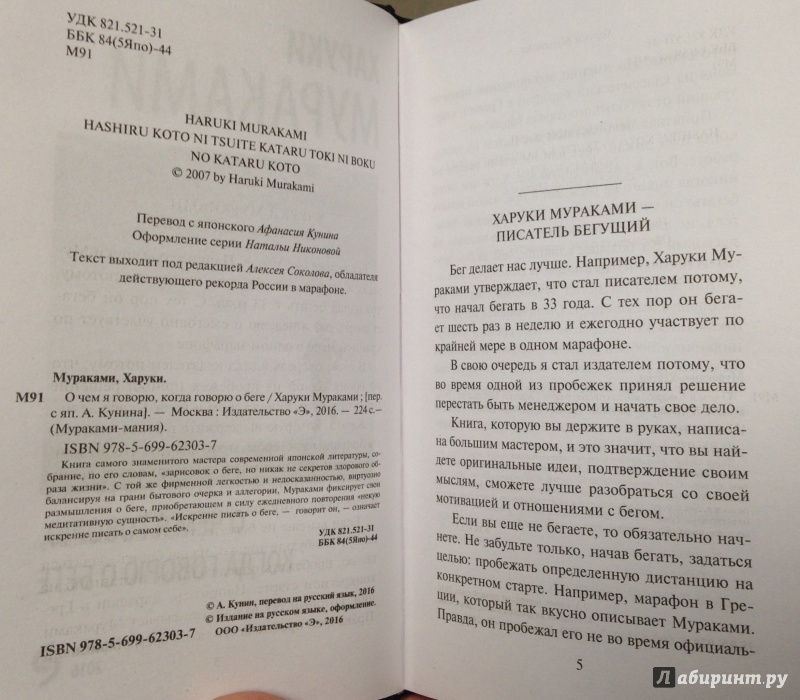 УДК 821.521-31
ББК 84(5Япо)-44
М91
HARUKI MURAKAMI
HASHIRU KOTO NI TSUITE KATARU TOKI NI BOKU
NO KATARU KOTO
© 2007 by Haruki Murakami
Перевод с японского Афанасия Кунина
Оформление серии Натальи Никоновой
Текст выходит под редакцией Алексея Соколова, обладателя
действующего рекорда России в марафоне.
Мураками, Харуки.
М91 О чем я говорю, когда говорю о беге / Харуки Мураками ; [пер.
с яп. А. Кунина]. — Москва : Издательство «Э», 2016. — 224 с.—
(Мураками-мания).
ISBN 978-5-699-62303-7
Книга самого знаменитого мастера современной японской литературы, со-
брание, по его словам, «зарисовок о беге, но никак не секретов здорового об-
раза жизни». С той же фирменной легкостью и недосказанностью, виртуозно
балансируя на грани бытового очерка и аллегории, Мураками фиксирует свои
размышления о беге, приобретаем в силу ежедневного повторения «некую
медитативную сущность». «Искренне писать о беге, — говорит он, — означает
искренне писать о самом себе».
УДК 821.521-31
ББК 84(5Япо)-44
© А. Кунин, перевод на русский язык, 2016
© Издание на русском языке, оформление.
ООО «Издательство «Э», 2016
ISBN 978-5-699-62303-7
ХАРУКИ МУРАКАМИ —
ПИСАТЕЛЬ БЕГУЩИЙ
Бег делает нас лучше. Например, Харуки Му-
раками утверждает, что стал писателем потому,
что начал бегать в 33 года. С тех пор он бега-
ет шесть раз в неделю и ежегодно участвует по
крайней мере в одном марафоне.
В свою очередь я стал издателем потому, что
во время одной из пробежек принял решение
перестать быть менеджером и начать свое дело.
Книга, которую вы держите в руках, написа-
на большим мастером, и это значит, что вы най-
дете оригинальные идеи, подтверждение своим
мыслям, сможете лучше разобраться со своей
мотивацией и отношениями с бегом.
Если вы еще не бегаете, то обязательно нач-
нете. Не забудьте только, начав бегать, задаться
целью: пробежать определенную дистанцию на
конкретном старте. Например, марафон в Гре-
ции, который так вкусно описывает Мураками.
Правда, он пробежал его не во время официаль-
5
Лабиринт.ру